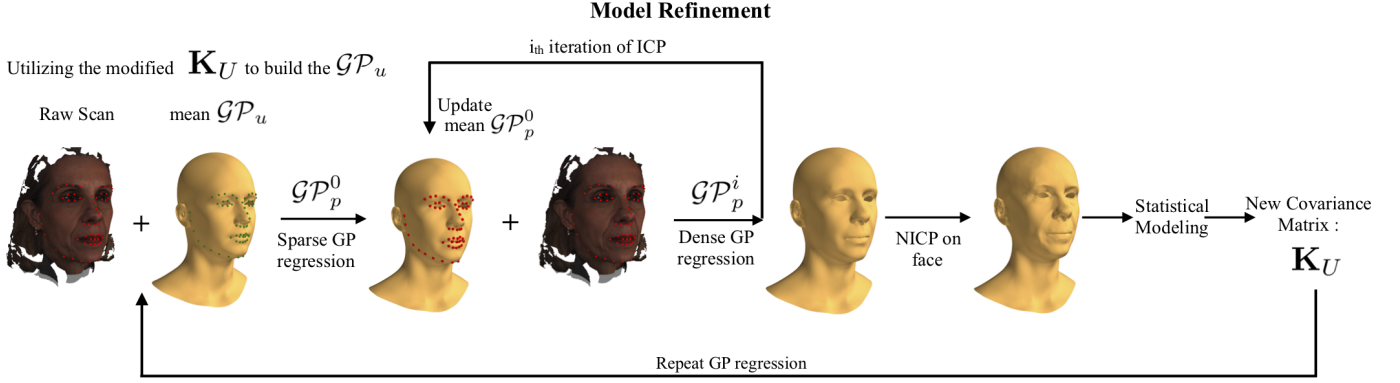 Model Refinement
i_th iteration of ICP
Utilizing the modified K_U to build the GP_u
Raw Scan
mean GP_u
Update
mean GP_p^0
GP_p^0
Sparse GP
regression
GP_p^i
Dense GP
regression
NICP on
face
Statistical
Modeling
New Covariance
Matrix :
K_U
+
+
Repeat GP regression